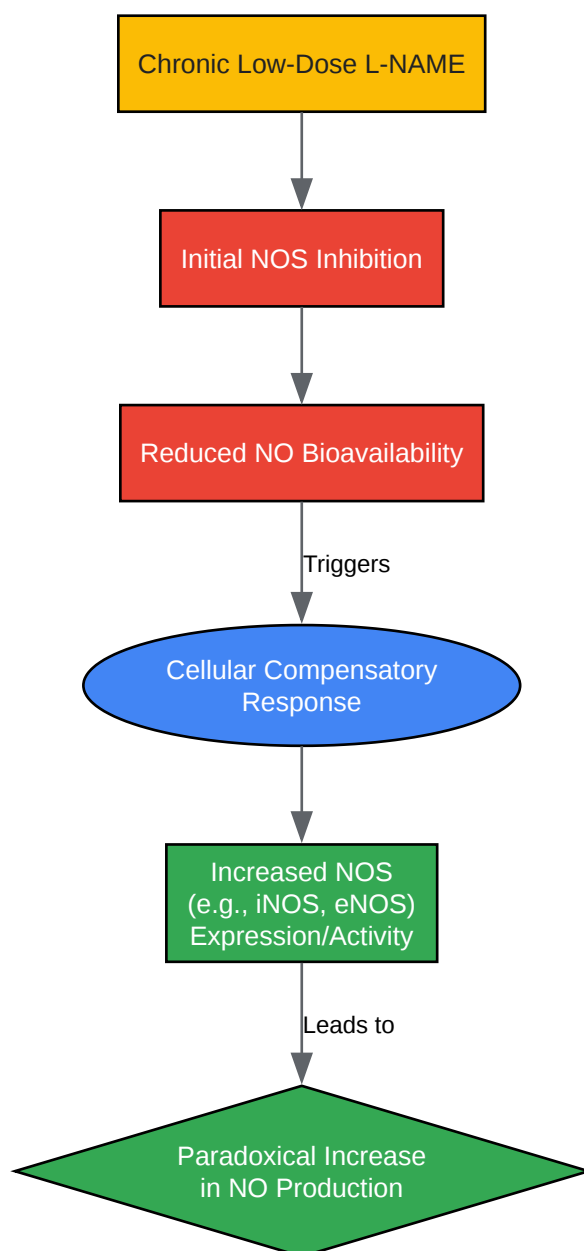 Chronic Low-Dose L-NAME
Initial NOS Inhibition
Reduced NO Bioavailability
Triggers
Cellular Compensatory
Response
Increased NOS
(e.g., iNOS, eNOS)
Expression/Activity
Leads to
Paradoxical Increase
in NO Production